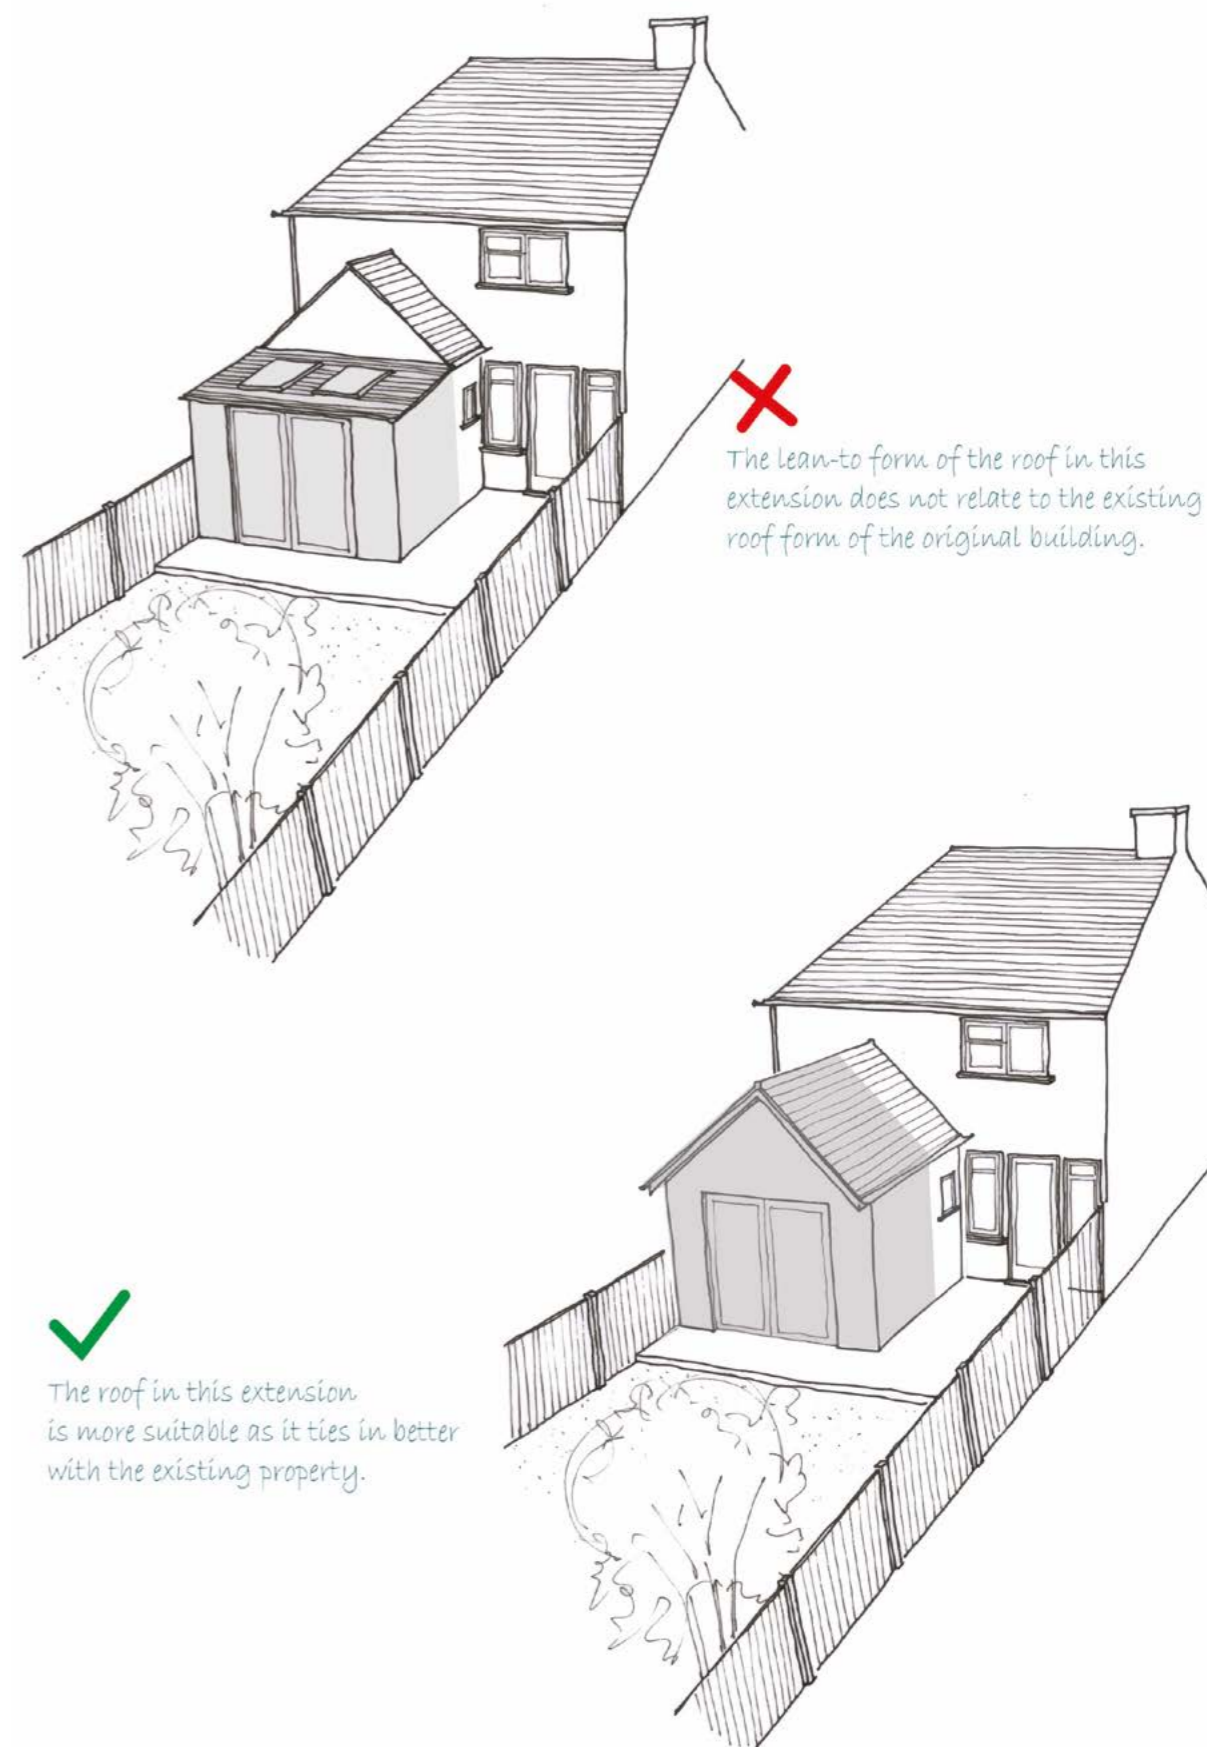 The lean-to form of the roof in this
extension does not relate to the existing
roof form of the original building.
The roof in this extension
is more suitable as it ties in better
with the existing property.